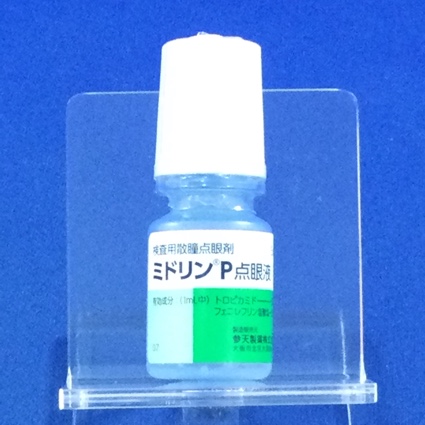 検査用散瞳点眼剤
ミドリン®P点眼液
有効成分 (1mL中) トロピカミド
フェニレフリン
製造販売元
参天製薬株式